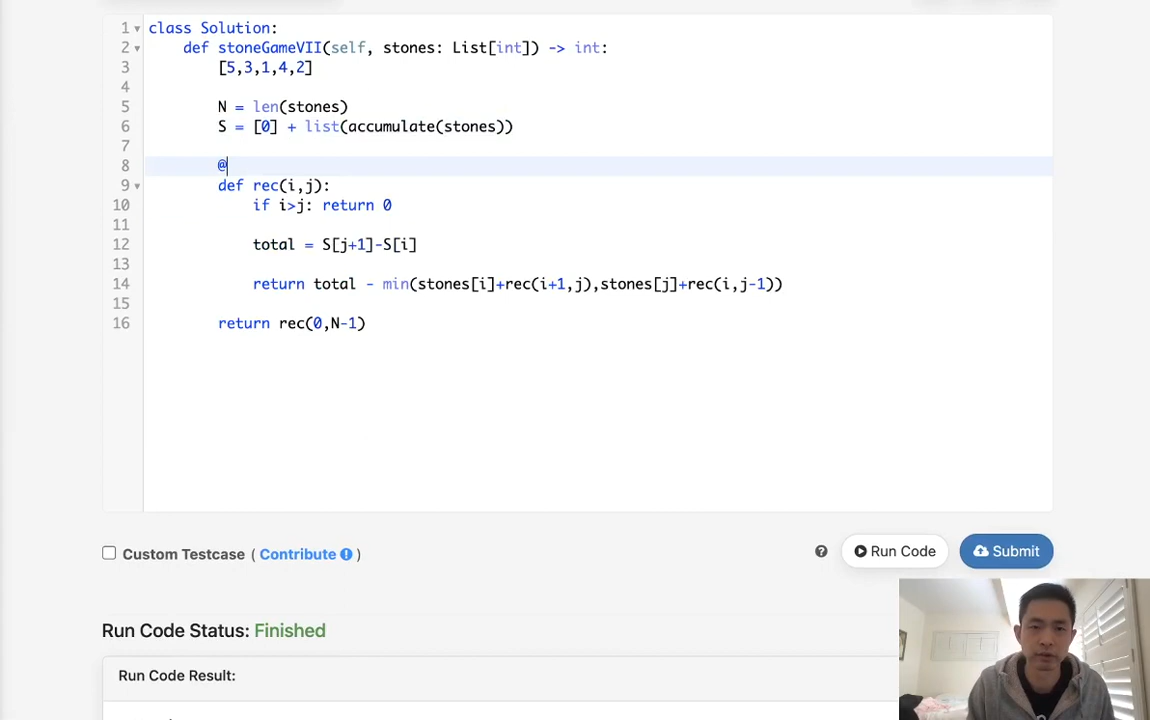 1 class Solution:
2 def stoneGameVII(self, stones: List[int]) -> int:
3 [5,3,1,4,2]
4
5 N = len(stones)
6 S = [0] + list(accumulate(stones))
7
8 @
9 def rec(i,j):
10 if i>j: return 0
11
12 total = S[j+1]-S[i]
13
14 return total - min(stones[i]+rec(i+1,j),stones[j]+rec(i,j-1))
15
16 return rec(0,N-1)
Custom Testcase ( Contribute ) ? Run Code Submit
Run Code Status: Finished
Run Code Result: